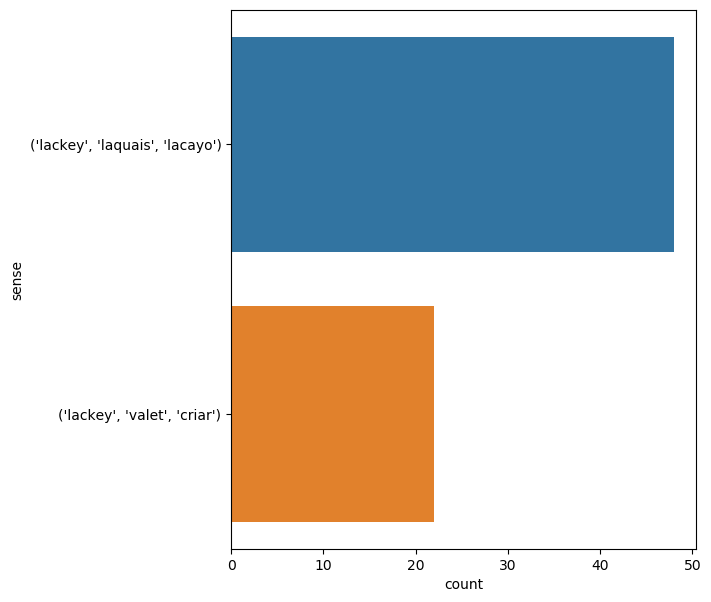 ('lackey', 'laquais', 'lacayo')
('lackey', 'valet', 'criar')
sense
0 10 20 30 40 50
count